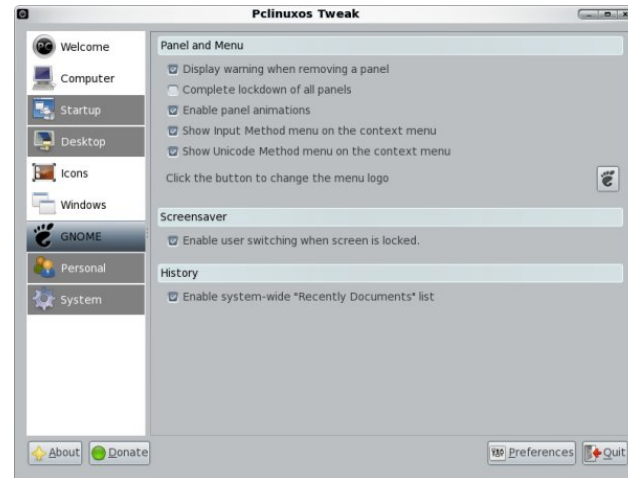 Pclinuxos Tweak
Welcome
Computer
Startup
Desktop
Icons
Windows
GNOME
Personal
System
Panel and Menu
Display warning when removing a panel
Complete lockdown of all panels
Enable panel animations
Show Input Method menu on the context menu
Show Unicode Method menu on the context menu
Click the button to change the menu logo
Screensaver
Enable user switching when screen is locked.
History
Enable system-wide "Recently Documents" list
About
Donate
Preferences
Quit